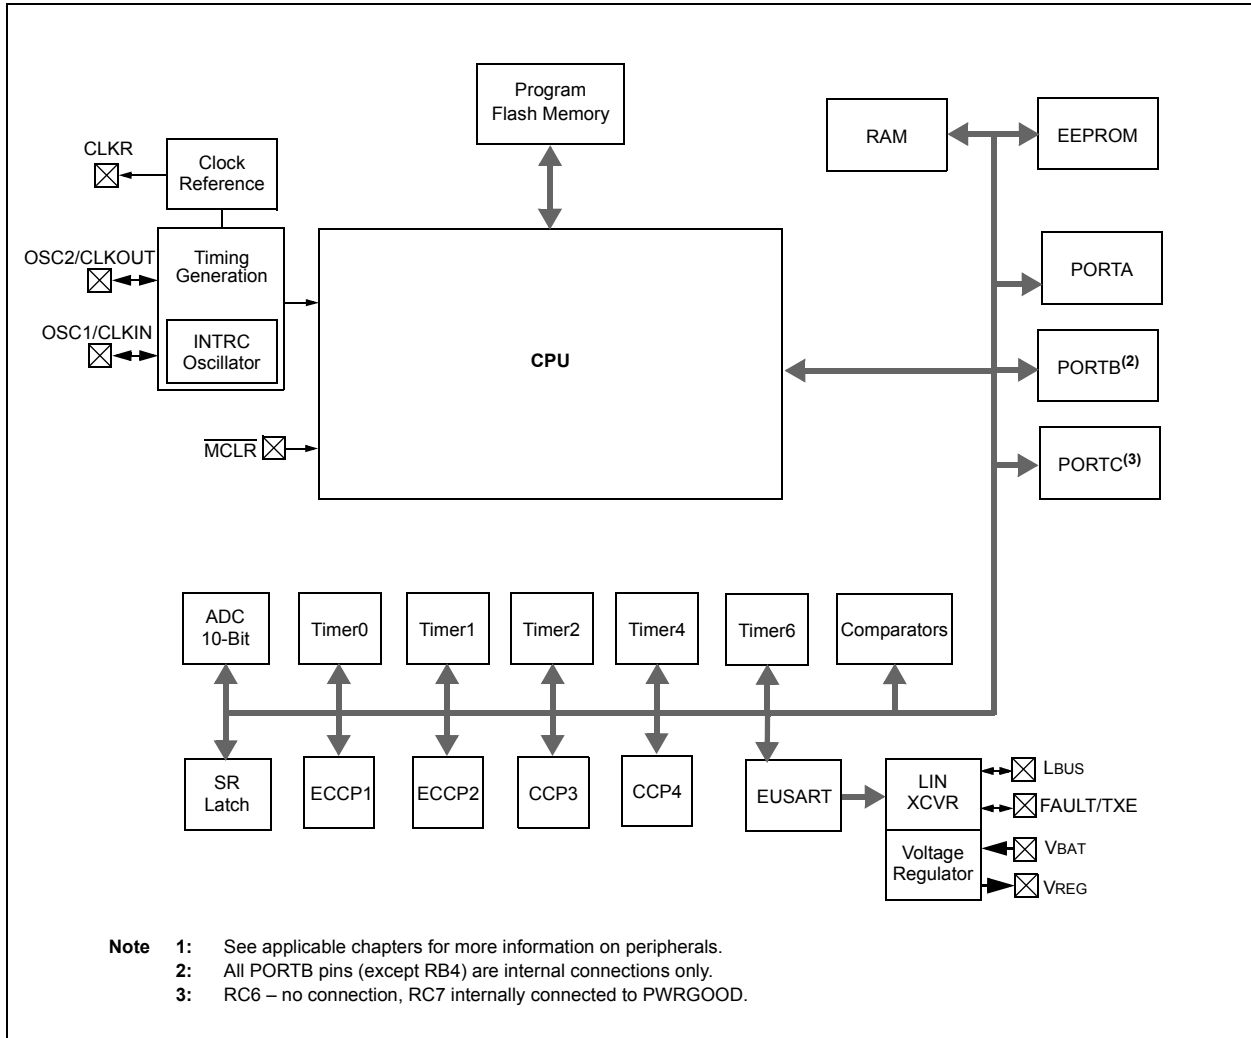 Program
Flash Memory
RAM
EEPROM
CLKR
Clock
Reference
OSC2/CLKOUT
Timing
Generation
PORTA
OSC1/CLKIN
INTRC
Oscillator
CPU
PORTB(2)
MCLR
PORTC(3)
ADC
10-Bit
Timer0
Timer1
Timer2
Timer4
Timer6
Comparators
SR
Latch
ECCP1
ECCP2
CCP3
CCP4
EUSART
LIN
XCVR
LBUS
FAULT/TXE
Voltage
Regulator
VBAT
VREG
Note 1: See applicable chapters for more information on peripherals.
2: All PORTB pins (except RB4) are internal connections only.
3: RC6 – no connection, RC7 internally connected to PWRGOOD.